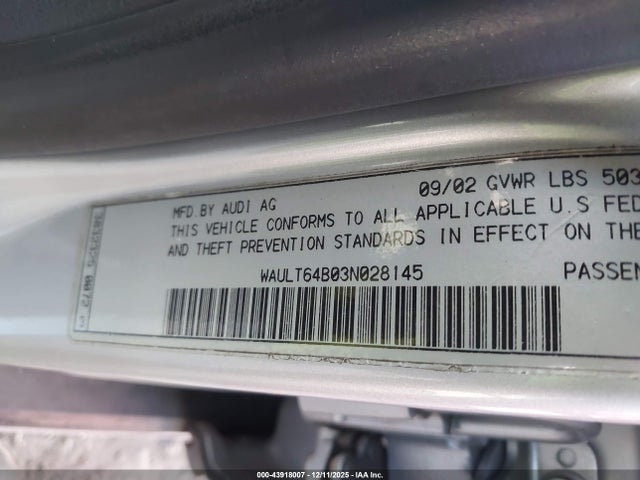 09/02 GVWR LBS 503
MFD.BY AUDI AG
THIS VEHICLE CONFORMS TO ALL APPLICABLE U.S FED
AND THEFT PREVENTION STANDARDS IN EFFECT ON THE
WAULT64B03N028145
PASSEN
000-43918007 - 12/11/2025 - IAA Inc.